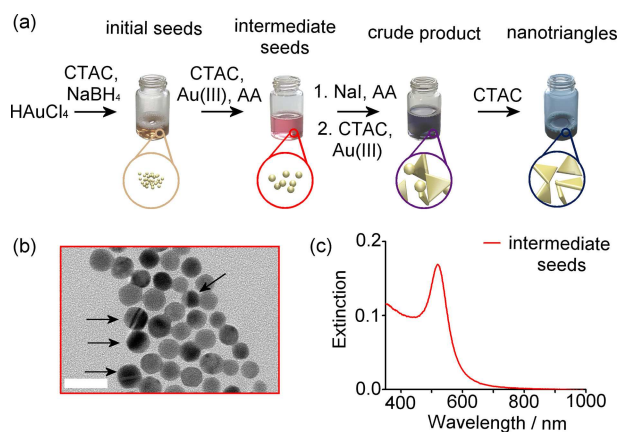 (a)
initial seeds
intermediate
seeds
crude product
nanotriangles
HAuCl₄
CTAC,
NaBH₄
CTAC,
Au(III), AA
1. NaI, AA
2. CTAC,
Au(III)
CTAC
(b)
(c)
0.2
0.1
0.0
Extinction
400 600 800 1000
Wavelength / nm
intermediate
seeds